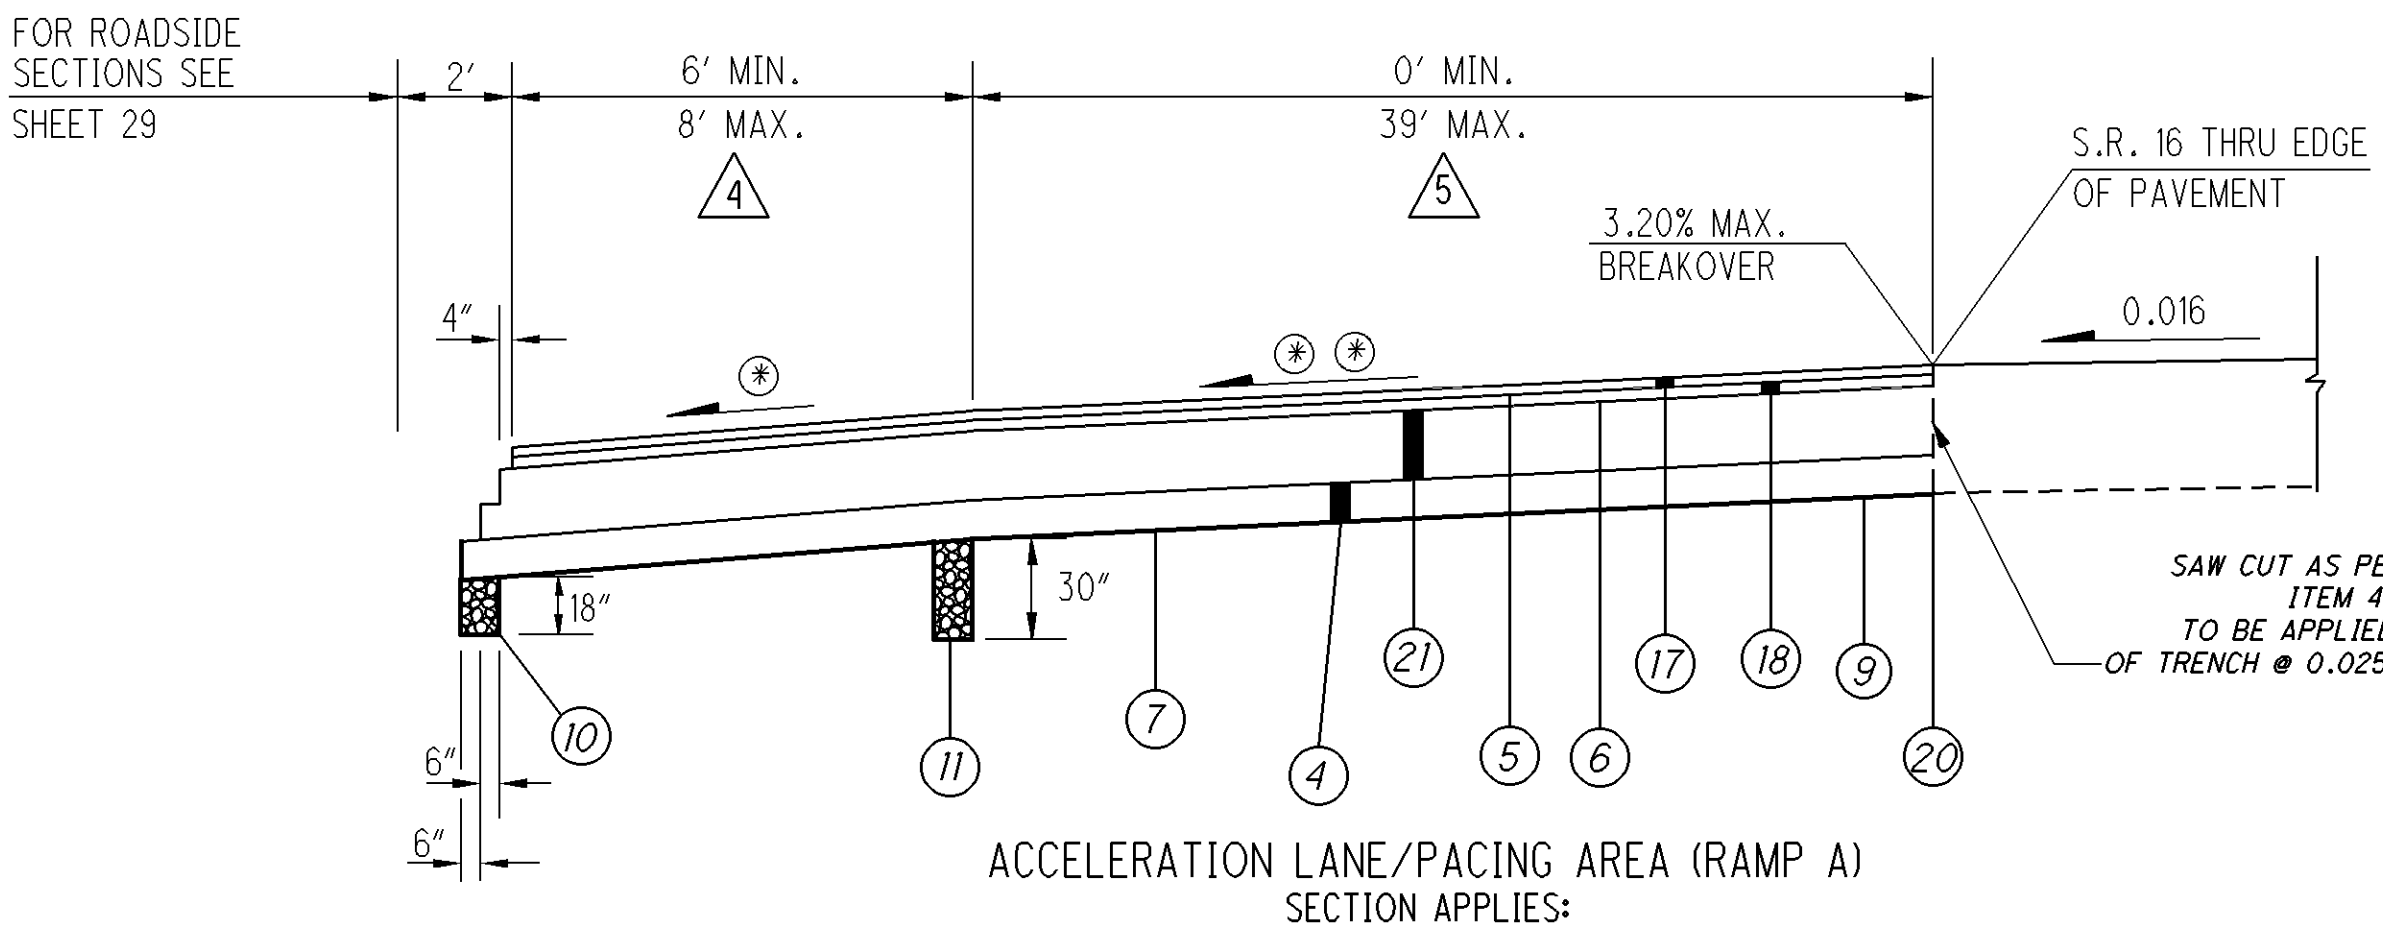 FOR ROADSIDE
SECTIONS SEE
SHEET 29
2'
6' MIN.
8' MAX.
4
0' MIN.
39' MAX.
5
S.R. 16 THRU EDGE
OF PAVEMENT
3.20% MAX.
BREAKOVER
0.016
4"
*
* *
18"
30"
SAW CUT AS PE
ITEM 4
TO BE APPLIED
OF TRENCH @ 0.025
10
11
7
4
21
5
6
17
18
9
20
6"
6"
ACCELERATION LANE/PACING AREA (RAMP A)
SECTION APPLIES: